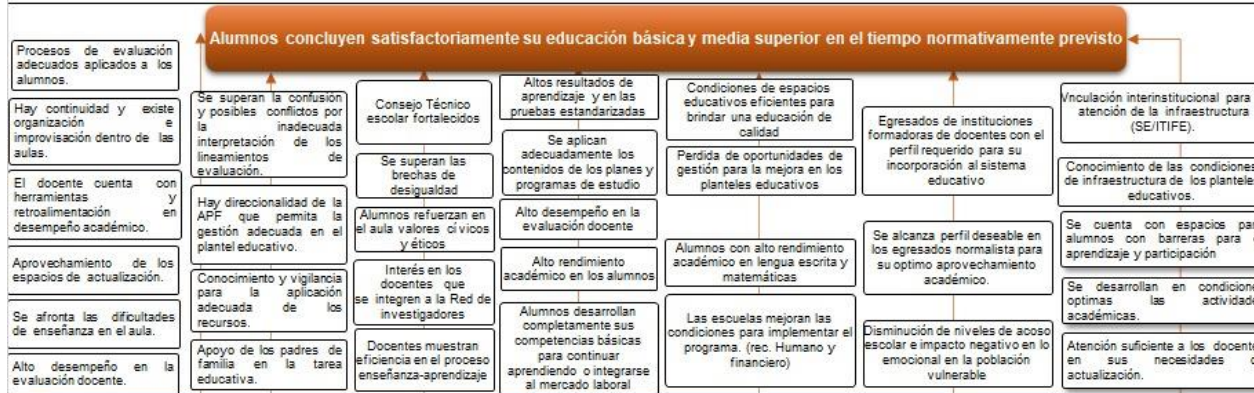 Alumnos concluyen satisfactoriamente su educación básica y media superior en el tiempo normativamente previsto
Procesos de evaluación
adecuados aplicados a los
alumnos.
Hay continuidad y existe
organización e
improvisación dentro de las
aulas.
El docente cuenta con
herramientas y
retroalimentación en
desempeño académico.
Aprovechamiento de los
espacios de actualización.
Se afronta las dificultades
de enseñanza en el aula.
Alto desempeño en la
evaluación docente.
Se superan la confusión
y posibles conflictos por
la inadecuada
interpretación de los
lineamientos de
evaluación.
Hay direccionalidad de la
APF que permita la
gestión adecuada en el
plantel educativo.
Conocimiento y vigilancia
para la aplicación
adecuada de los
recursos.
Apoyo de los padres de
familia en la tarea
educativa.
Consejo Técnico
escolar fortalecidos
Se superan las
brechas de
desigualdad
Alumnos refuerzan en
el aula valores cívicos
y éticos
Interés en los
docentes que
se integren a la Red de
investigadores
Docentes muestran
eficiencia en el proceso
enseñanza-aprendizaje
Altos resultados de
aprendizaje y en las
pruebas estandarizadas
Se aplican
adecuadamente los
contenidos de los planes y
programas de estudio
Alto desempeño en la
evaluación docente
Alto rendimiento
académico en los alumnos
Alumnos desarrollan
completamente sus
competencias básicas
para continuar
aprendiendo o integrarse
al mercado laboral
Condiciones de espacios
educativos eficientes para
brindar una educación de
calidad
Perdida de oportunidades de
gestión para la mejora en los
planteles educativos
Alumnos con alto rendimiento
académico en lengua escrita y
matemáticas
Las escuelas mejoran las
condiciones para implementar el
programa. (rec. Humano y
financiero)
Egresados de instituciones
formadoras de docentes con el
perfil requerido para su
incorporación al sistema
educativo
Se alcanza perfil deseable en
los egresados normalista para
su optimo aprovechamiento
académico.
Disminución de niveles de acoso
escolar e impacto negativo en lo
emocional en la población
vulnerable
Vinculación interinstitucional para
atención de la infraestructura
(SE/ITIFE).
Conocimiento de las condiciones
de infraestructura de los planteles
educativos.
Se cuenta con espacios
alumnos con barreras para
aprendizaje y participación
Se desarrollan en
optimas las
académicas.
Atención suficiente a los
en sus necesidades
actualización.